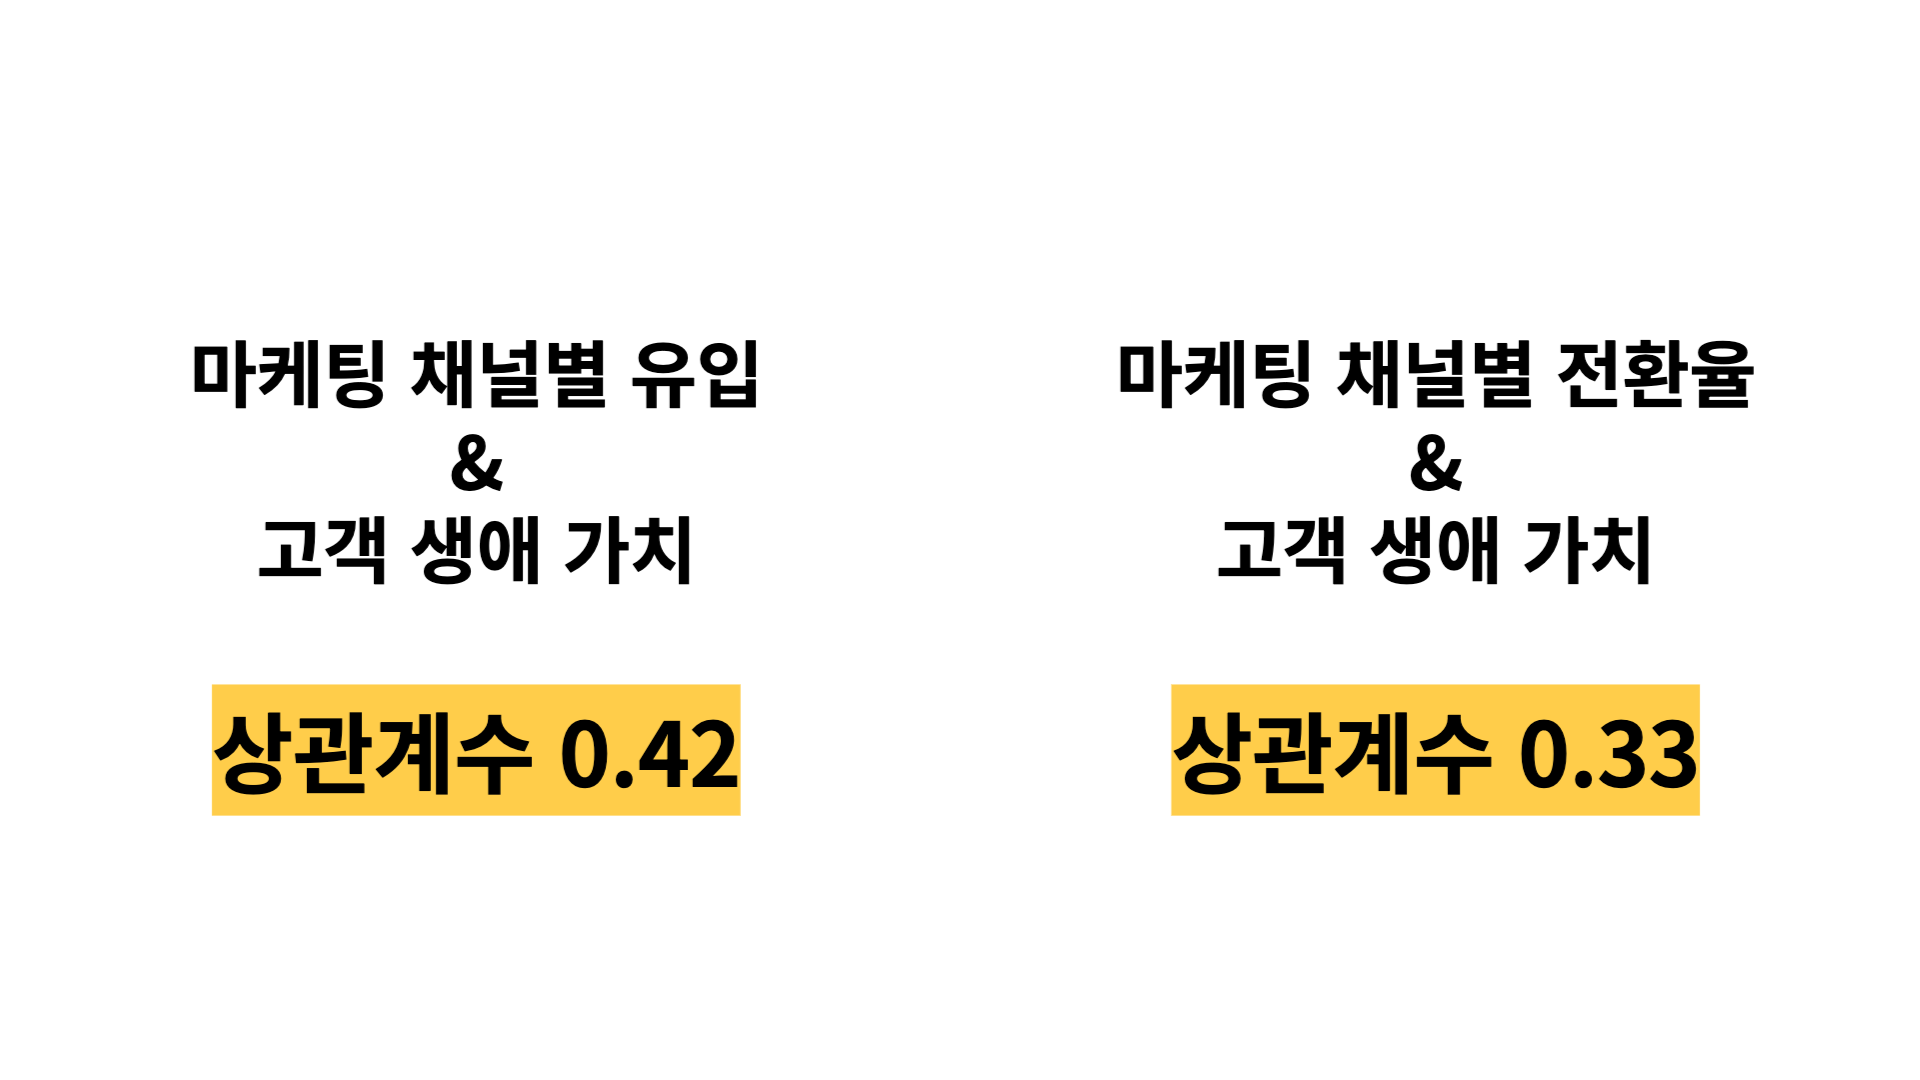 마케팅 채널별 유입
&
고객 생애 가치
상관계수 0.42
마케팅 채널별 전환율
&
고객 생애 가치
상관계수 0.33